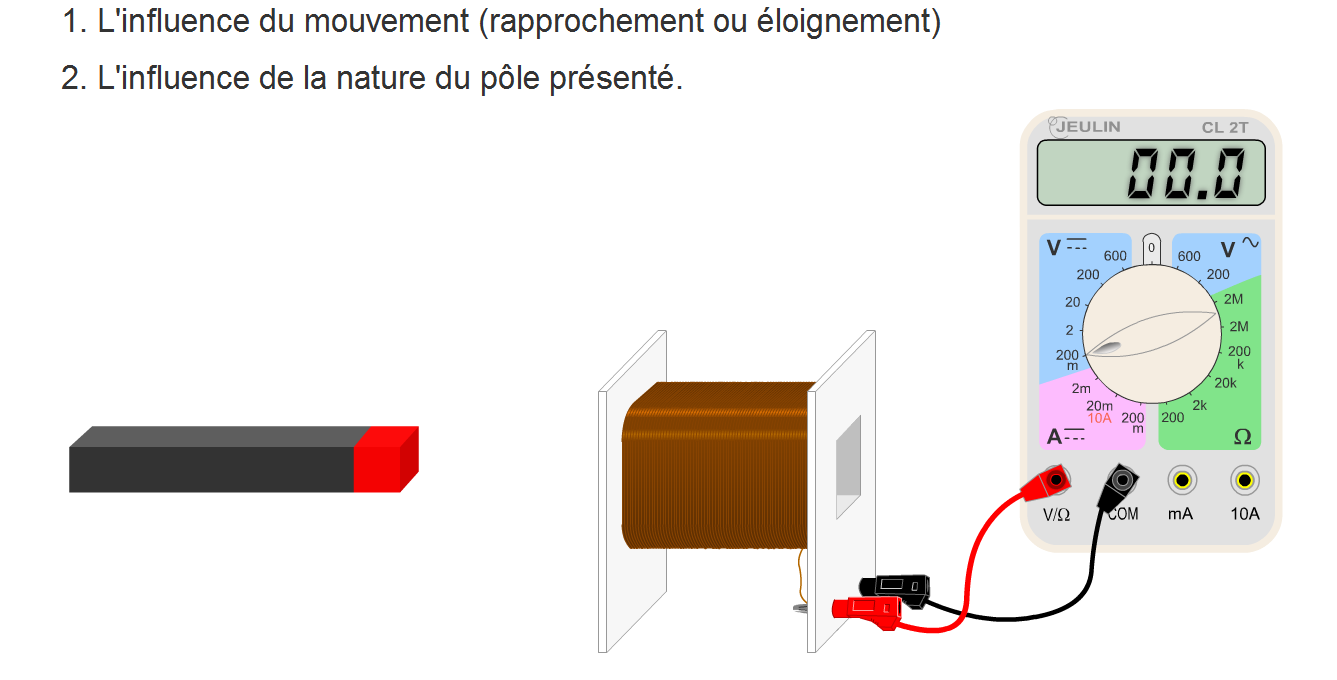 1. L'influence du mouvement (rapprochement ou éloignement)
2. L'influence de la nature du pôle présenté.
JEULIN CL 2T
00.0
V 600 0 600 V
200 200
20 2M
2 2M
200 m 200 k
2m 20k
20m 2k
10A 200 m 200
A Ω
V/Ω COM mA 10A